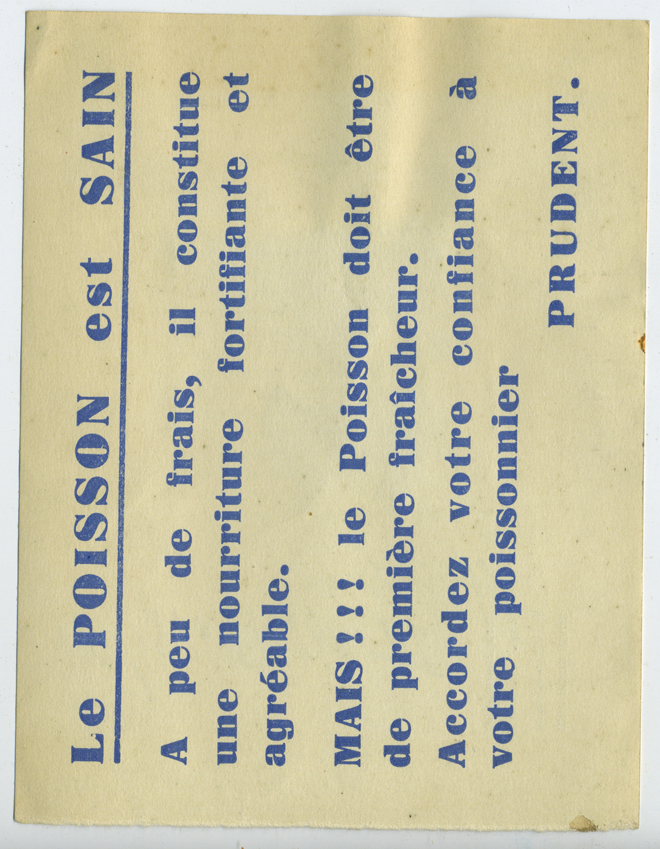 Le POISSON est SAIN
A peu de frais, il constitue
une nourriture fortifiante et
agréable.
MAIS !!! le Poisson doit être
de première fraîcheur.
Accordez votre confiance à
votre poissonnier
PRUDENT.